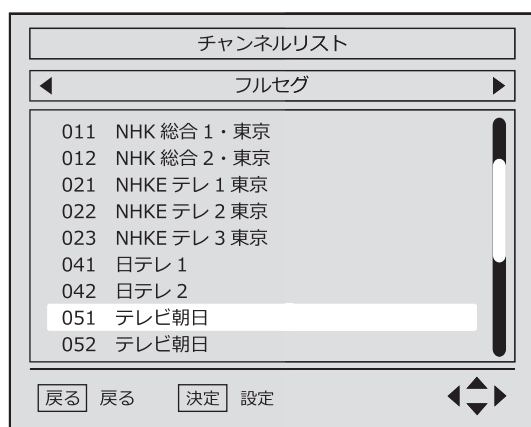 チャンネルリスト
フルセグ
011 NHK 総合 1・東京
012 NHK 総合 2・東京
021 NHKE テレ 1 東京
022 NHKE テレ 2 東京
023 NHKE テレ 3 東京
041 日テレ 1
042 日テレ 2
051 テレビ朝日
052 テレビ朝日
戻る 戻る 決定 設定